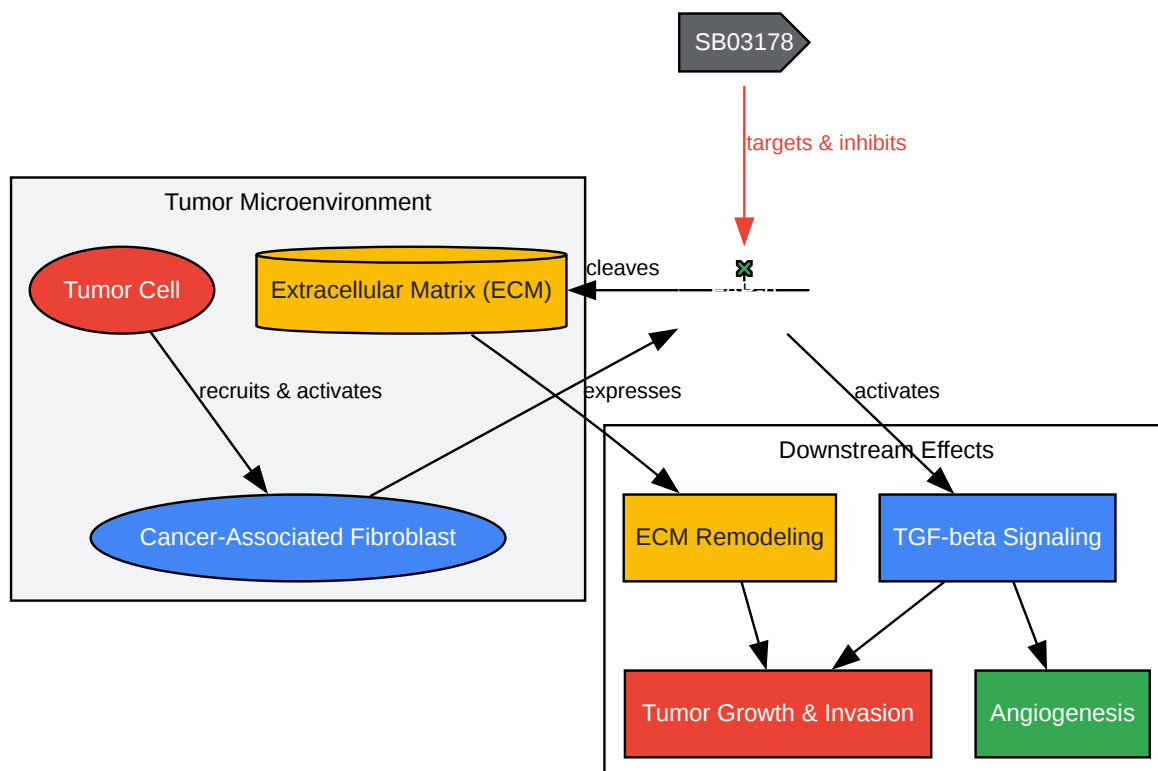 SB03178
targets & inhibits
Tumor Microenvironment
Tumor Cell
Extracellular Matrix (ECM)
cleaves
recruits & activates
expresses
activates
Downstream Effects
Cancer-Associated Fibroblast
ECM Remodeling
TGF-beta Signaling
Tumor Growth & Invasion
Angiogenesis